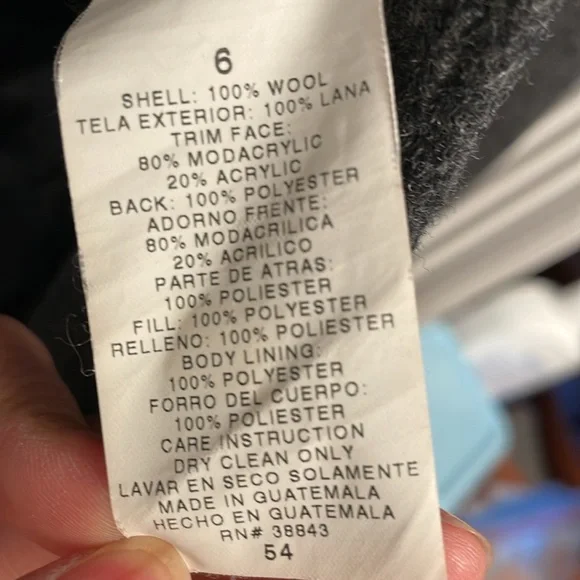 6
SHELL: 100% WOOL
TELA EXTERIOR: 100% LANA
TRIM FACE:
80% MODACRYLIC
20% ACRYLIC
BACK: 100% POLYESTER
ADORNO FRENTE:
80% MODACRILICA
20% ACRILICO
PARTE DE ATRAS:
100% POLIESTER
FILL: 100% POLYESTER
RELLENO: 100% POLIESTER
BODY LINING:
100% POLYESTER
FORRO DEL CUERPO:
100% POLIESTER
CARE INSTRUCTION
DRY CLEAN ONLY
LAVAR EN SECO SOLAMENTE
MADE IN GUATEMALA
HECHO EN GUATEMALA
RN# 38843
54